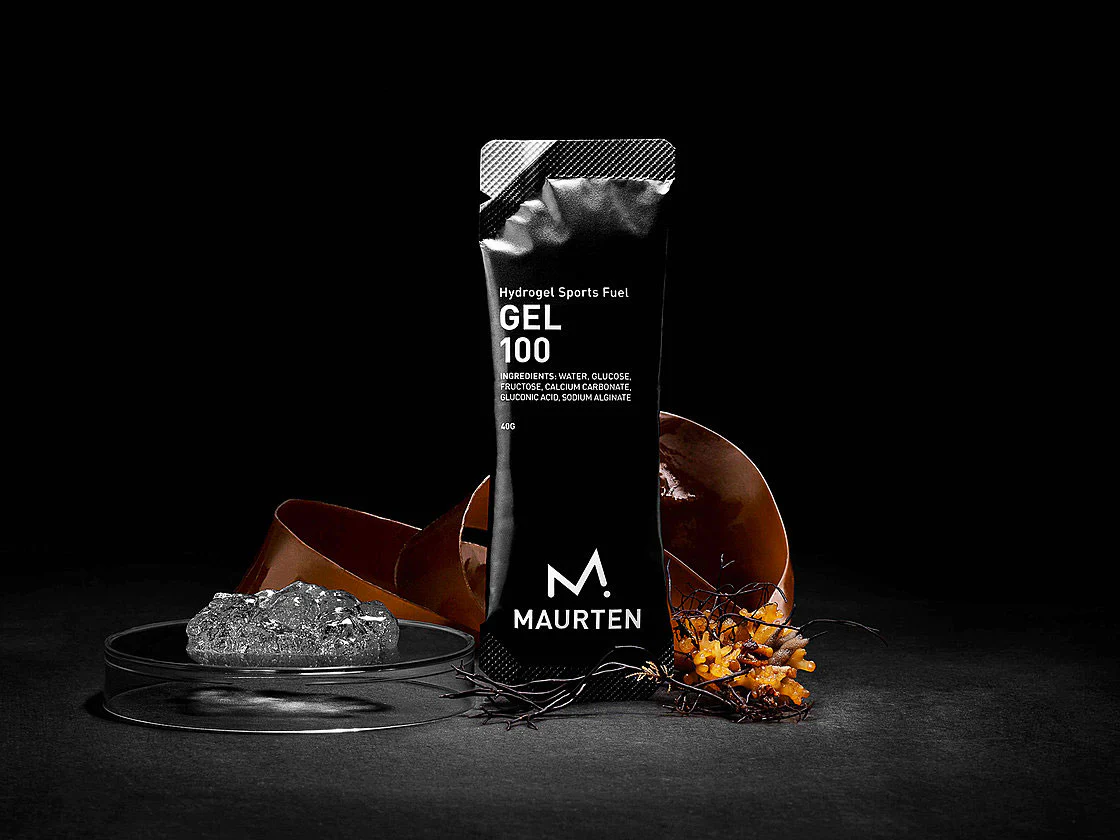 Hydrogel Sports Fuel
GEL
100
INGREDIENTS: WATER, GLUCOSE,
FRUCTOSE, CALCIUM CARBONATE,
GLUCONIC ACID, SODIUM ALGINATE
40G
MAURTEN